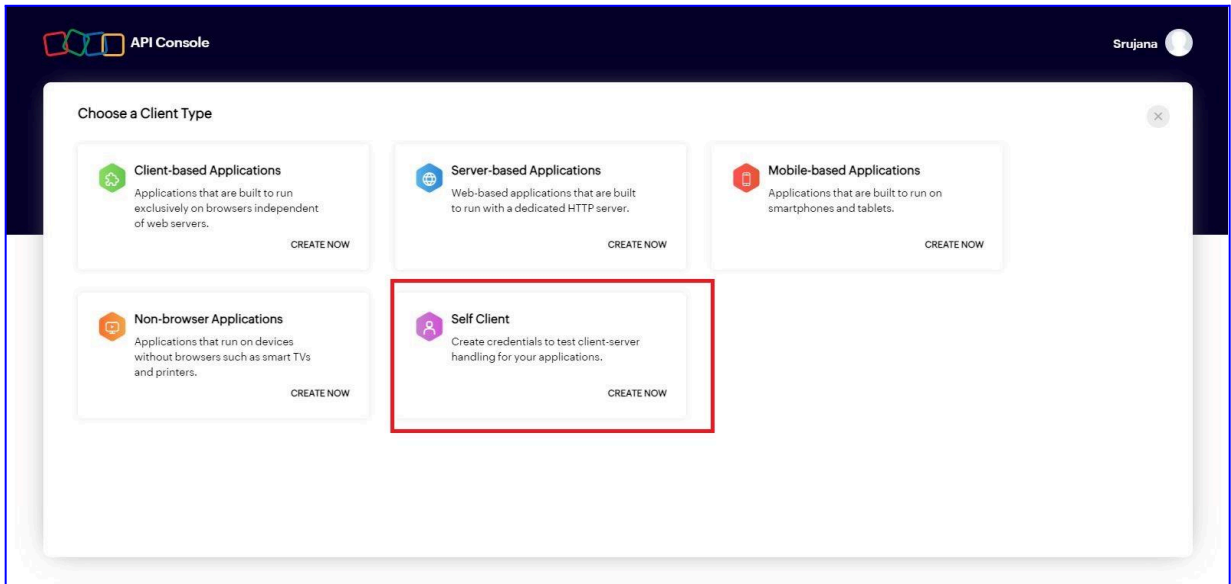 API Console
Srujana
Choose a Client Type
Client-based Applications
Applications that are built to run
exclusively on browsers independent
of web servers.
CREATE NOW
Server-based Applications
Web-based applications that are built
to run with a dedicated HTTP server.
CREATE NOW
Mobile-based Applications
Applications that are built to run on
smartphones and tablets.
CREATE NOW
Non-browser Applications
Applications that run on devices
without browsers such as smart TVs
and printers.
CREATE NOW
Self Client
Create credentials to test client-server
handling for your applications.
CREATE NOW